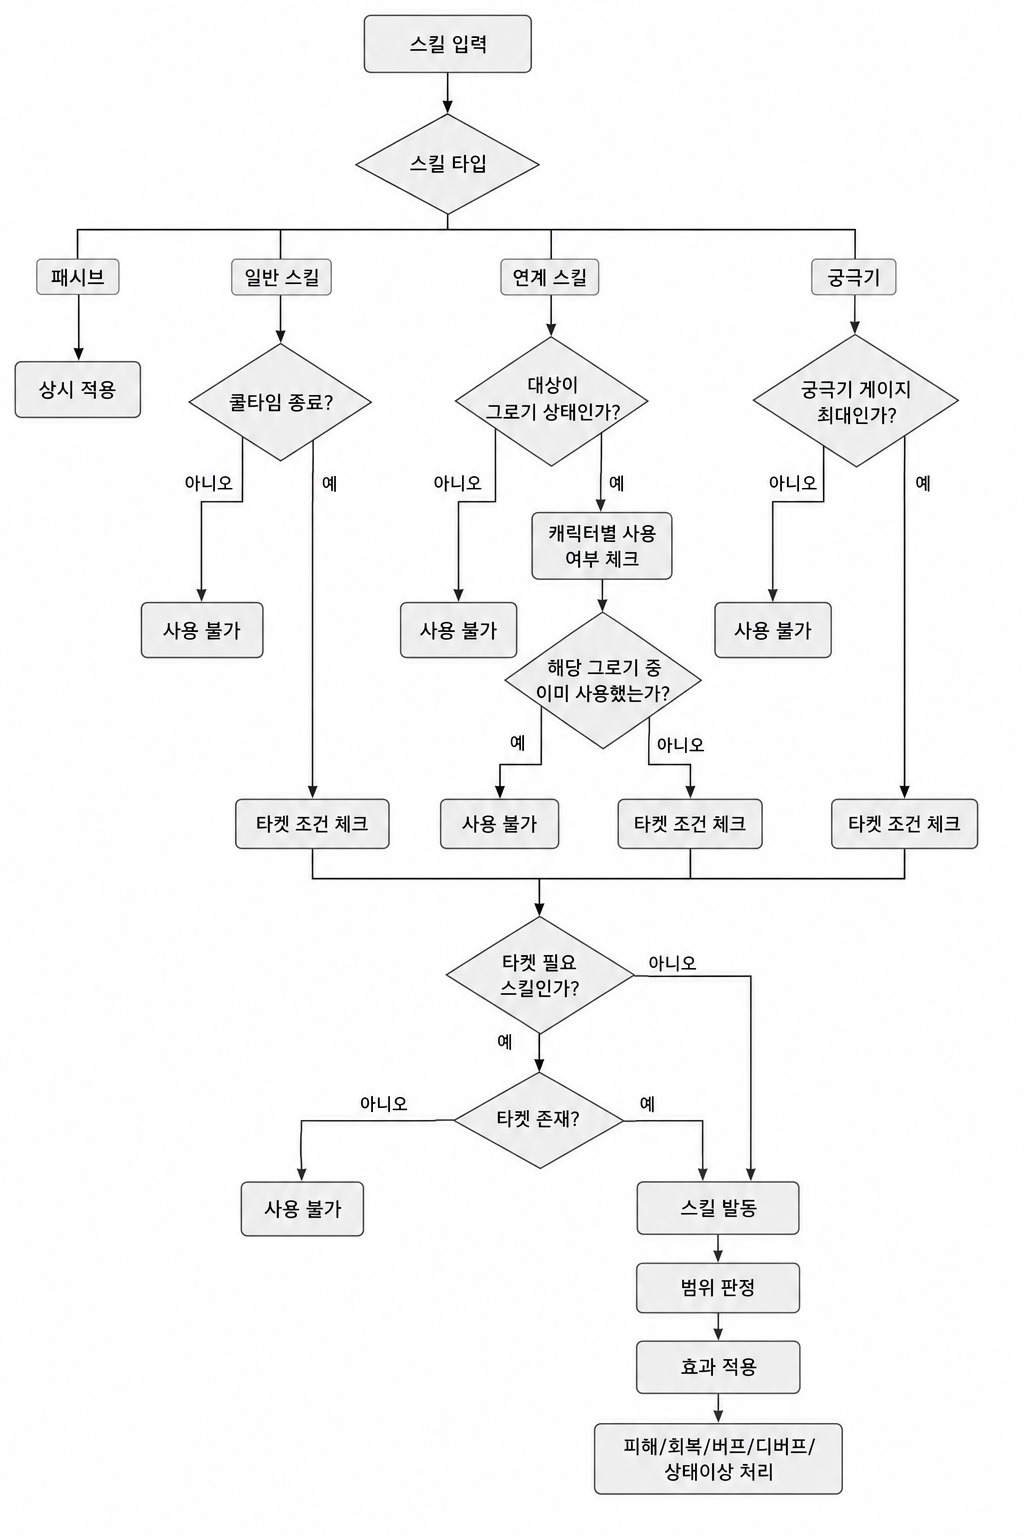 스킬 입력
스킬 타입
패시브
일반 스킬
연계 스킬
궁극기
상시 적용
쿨타임 종료?
대상이
그로기 상태인가?
궁극기 게이지
최대인가?
아니오
예
아니오
예
아니오
예
캐릭터별 사용
여부 체크
사용 불가
사용 불가
사용 불가
해당 그로기 중
이미 사용했는가?
예
아니오
타켓 조건 체크
사용 불가
타켓 조건 체크
타켓 조건 체크
타켓 필요
스킬인가?
아니오
예
타켓 존재?
아니오
예
사용 불가
스킬 발동
범위 판정
효과 적용
피해/회복/버프/디버프/
상태이상 처리